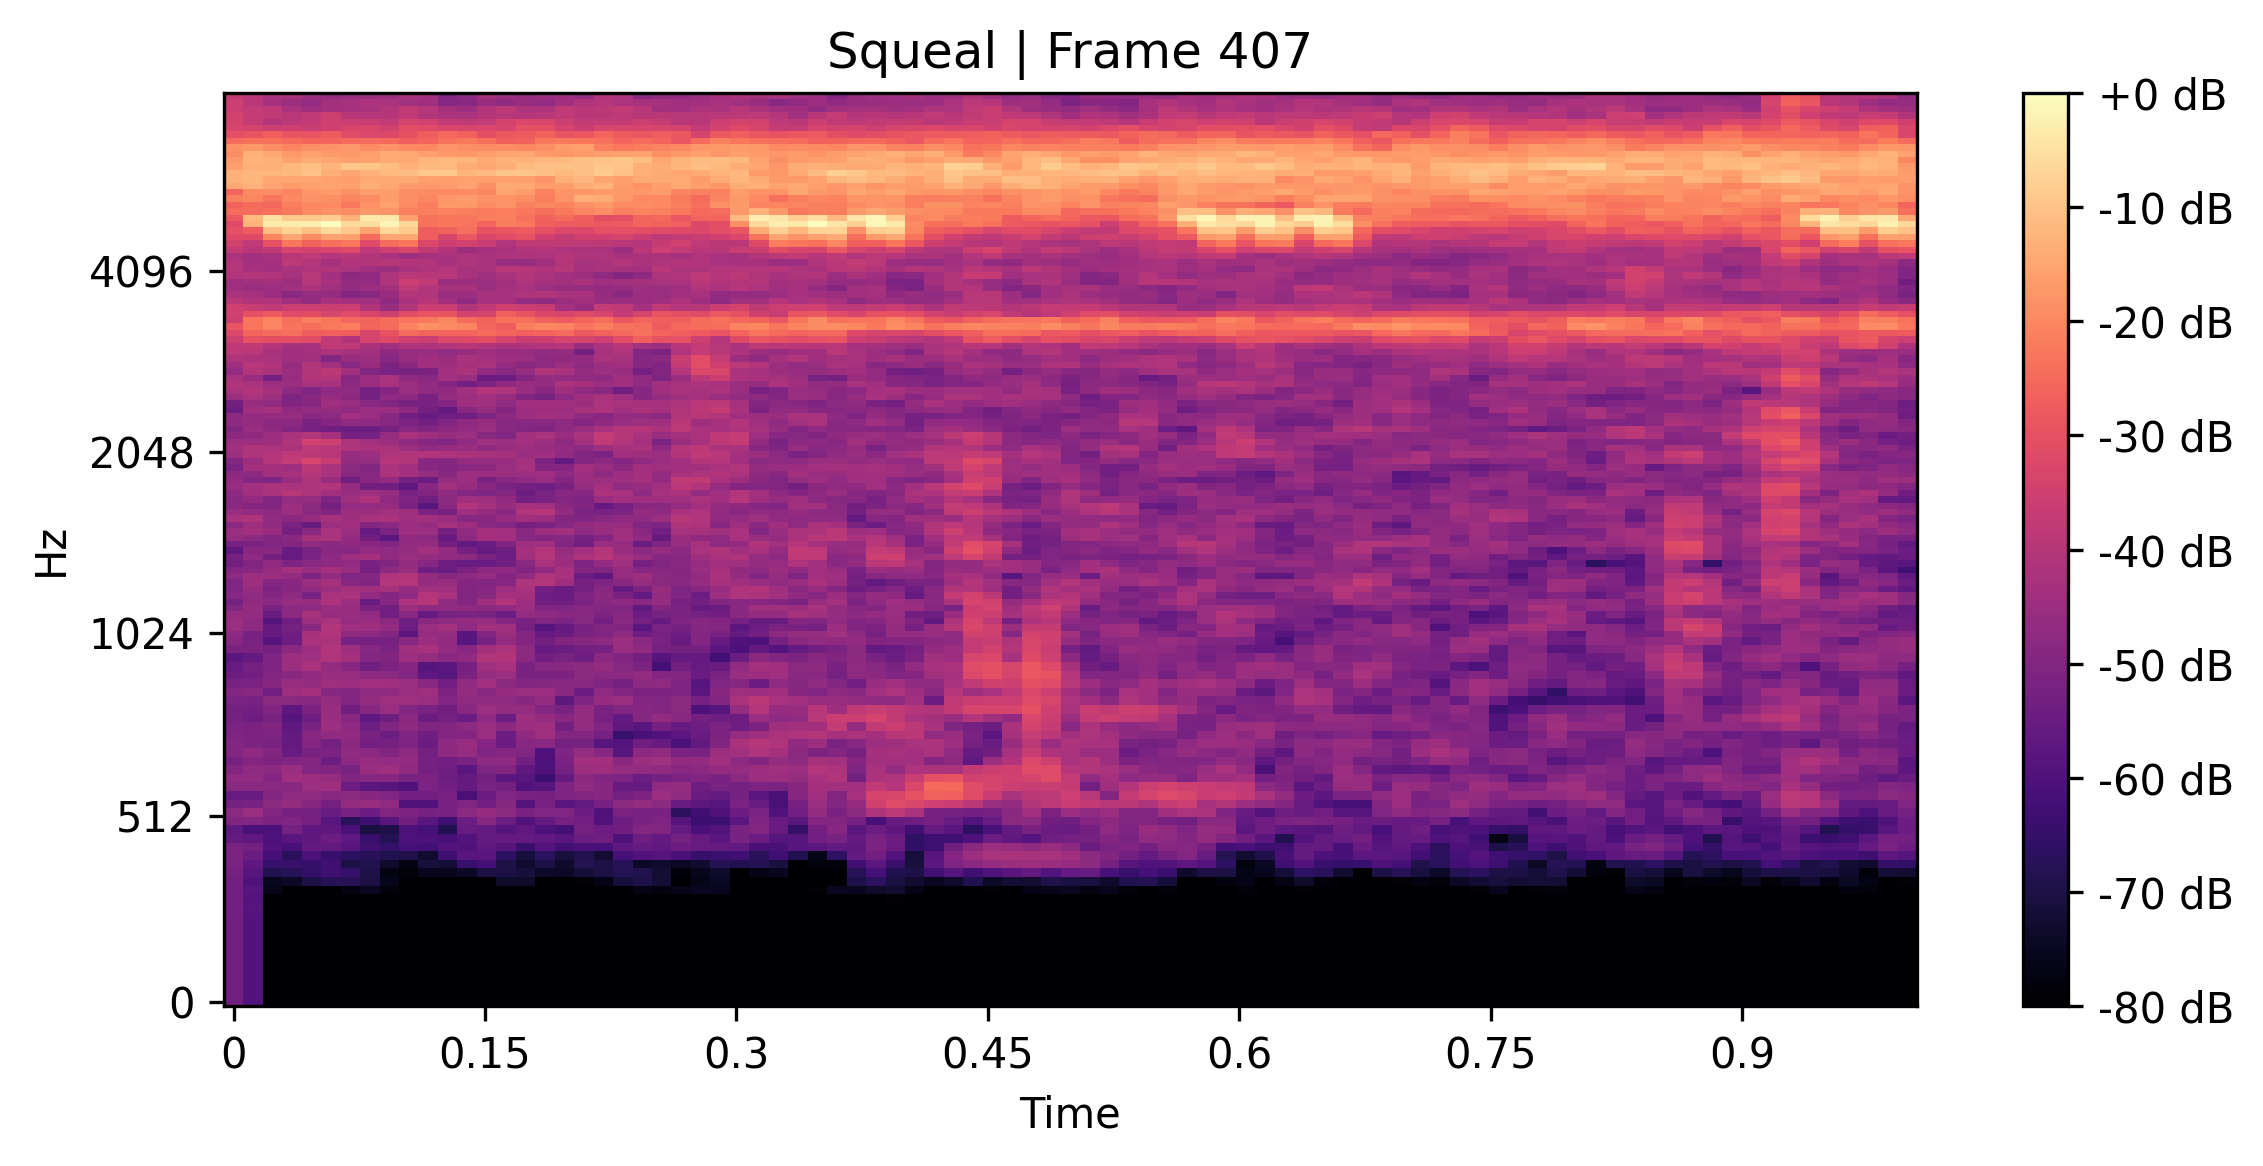 Squeal | Frame 407
+0 dB
-10 dB
-20 dB
-30 dB
-40 dB
-50 dB
-60 dB
-70 dB
-80 dB
Hz
4096
2048
1024
512
0
0 0.15 0.3 0.45 0.6 0.75 0.9
Time